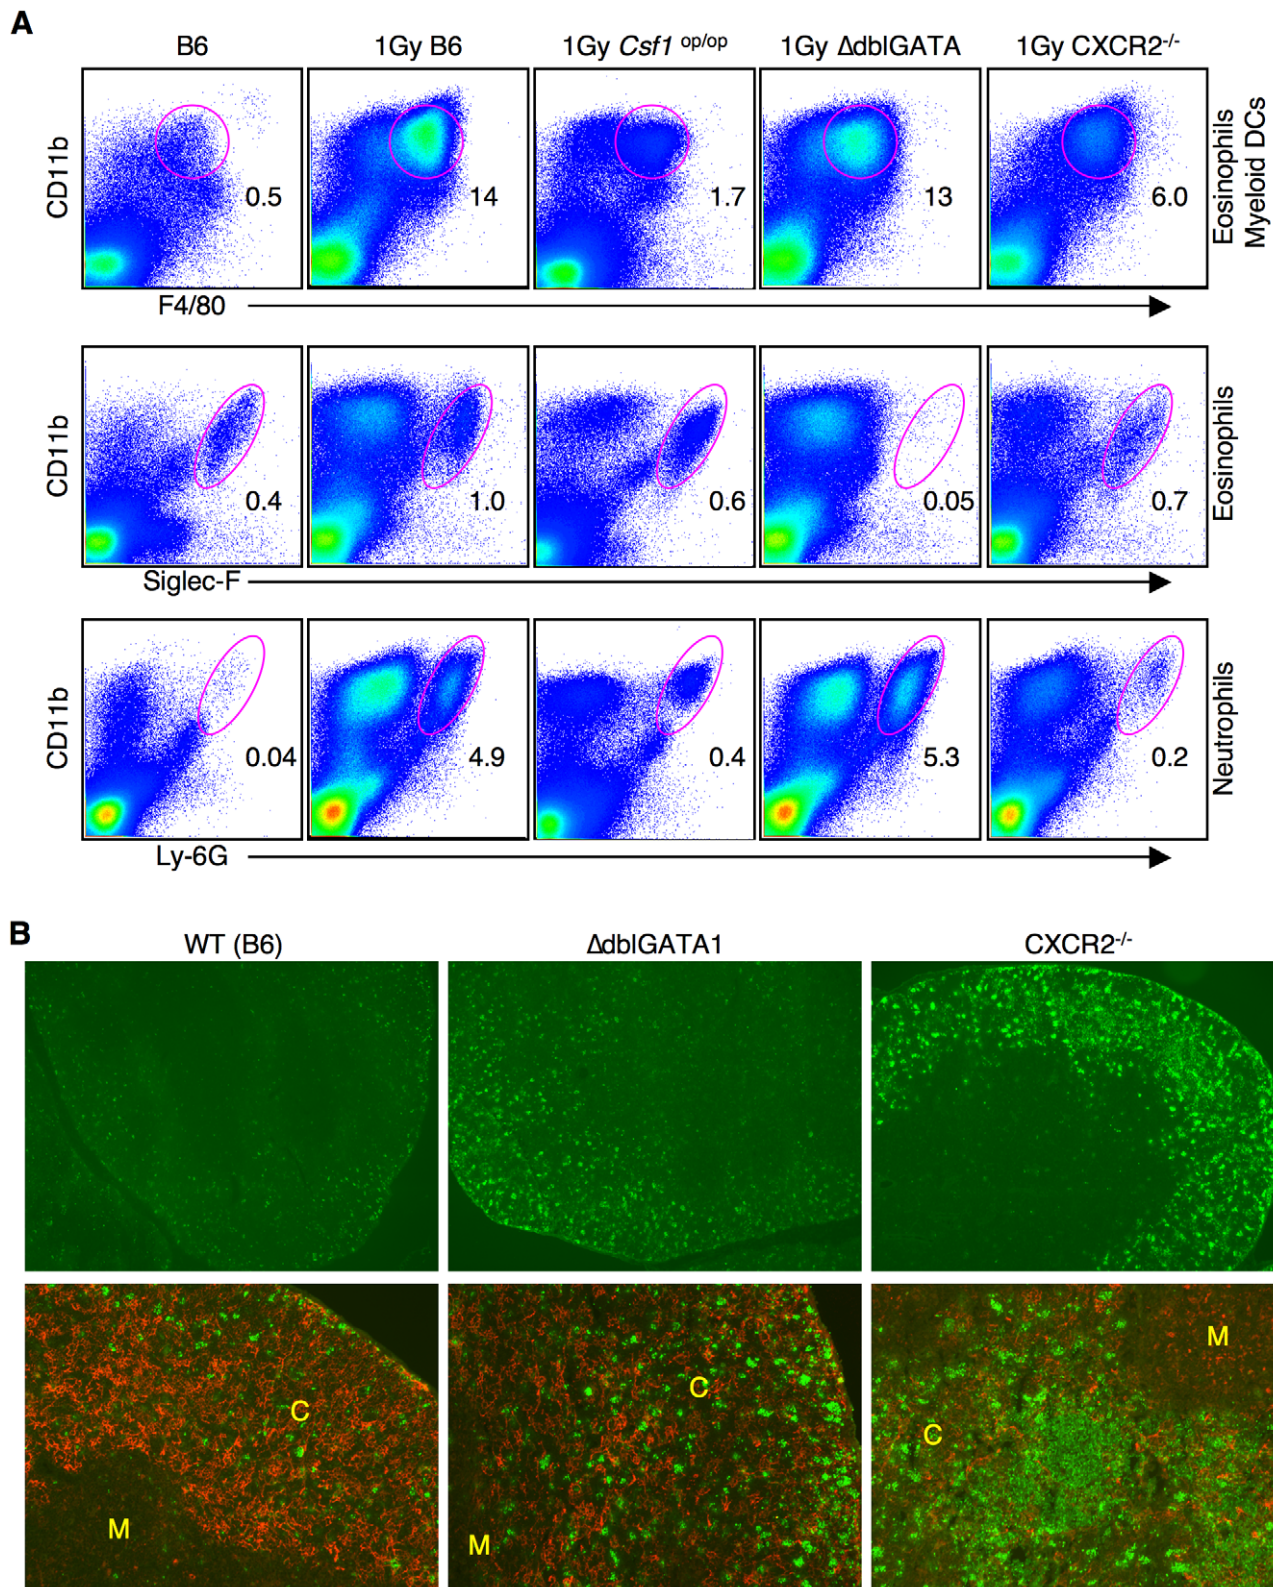 A
B6
1Gy B6
1Gy Csf1 op/op
1Gy ΔdblGATA
1Gy CXCR2-/-
CD11b
0.5
14
1.7
13
6.0
Eosinophils
Myeloid DCs
F4/80
CD11b
0.4
1.0
0.6
0.05
0.7
Eosinophils
Siglec-F
CD11b
0.04
4.9
0.4
5.3
0.2
Neutrophils
Ly-6G
B
WT (B6)
ΔdblGATA1
CXCR2-/-
C
M
C
M
M
C